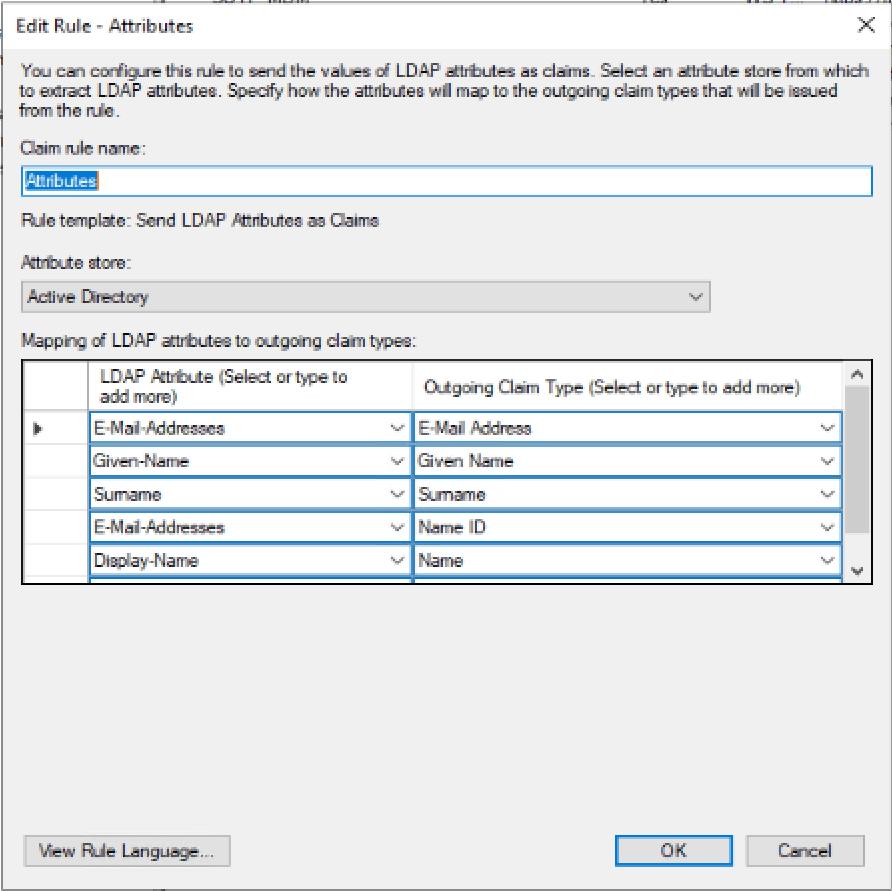 Edit Rule - Attributes
You can configure this rule to send the values of LDAP attributes as claims. Select an attribute store from which
to extract LDAP attributes. Specify how the attributes will map to the outgoing claim types that will be issued
from the rule.
Claim rule name:
Attributes
Rule template: Send LDAP Attributes as Claims
Attribute store:
Active Directory
Mapping of LDAP attributes to outgoing claim types:
LDAP Attribute (Select or type to
add more)
Outgoing Claim Type (Select or type to add more)
E-Mail-Addresses E-Mail Address
Given-Name Given Name
Surname Surname
E-Mail-Addresses Name ID
Display-Name Name
View Rule Language...
OK
Cancel